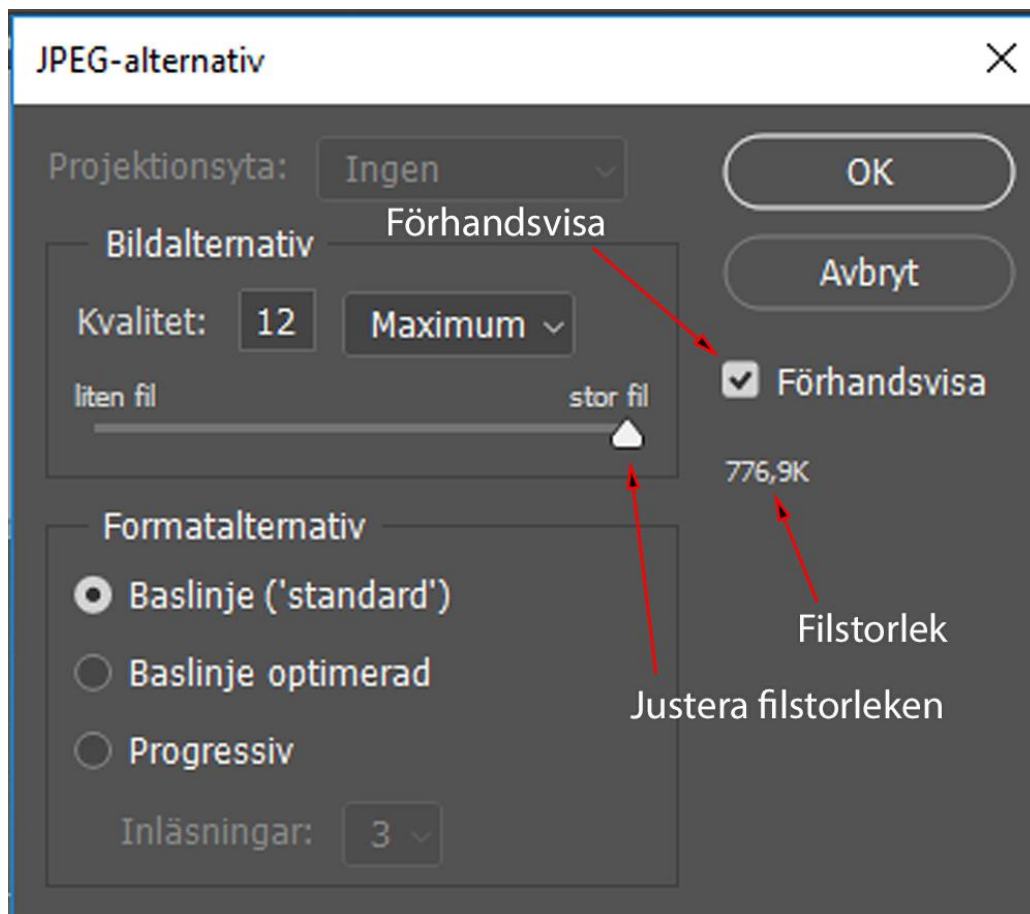 JPEG-alternativ
Projektionsyta: Ingen
OK
Förhandsvisa
Bildalternativ
Avbryt
Kvalitet: 12 Maximum
Förhandsvisa
liten fil stor fil
776,9K
Formatalternativ
Baslinje ('standard')
Filstorlek
Baslinje optimerad
Justera filstorleken
Progressiv
Inläsningar: 3